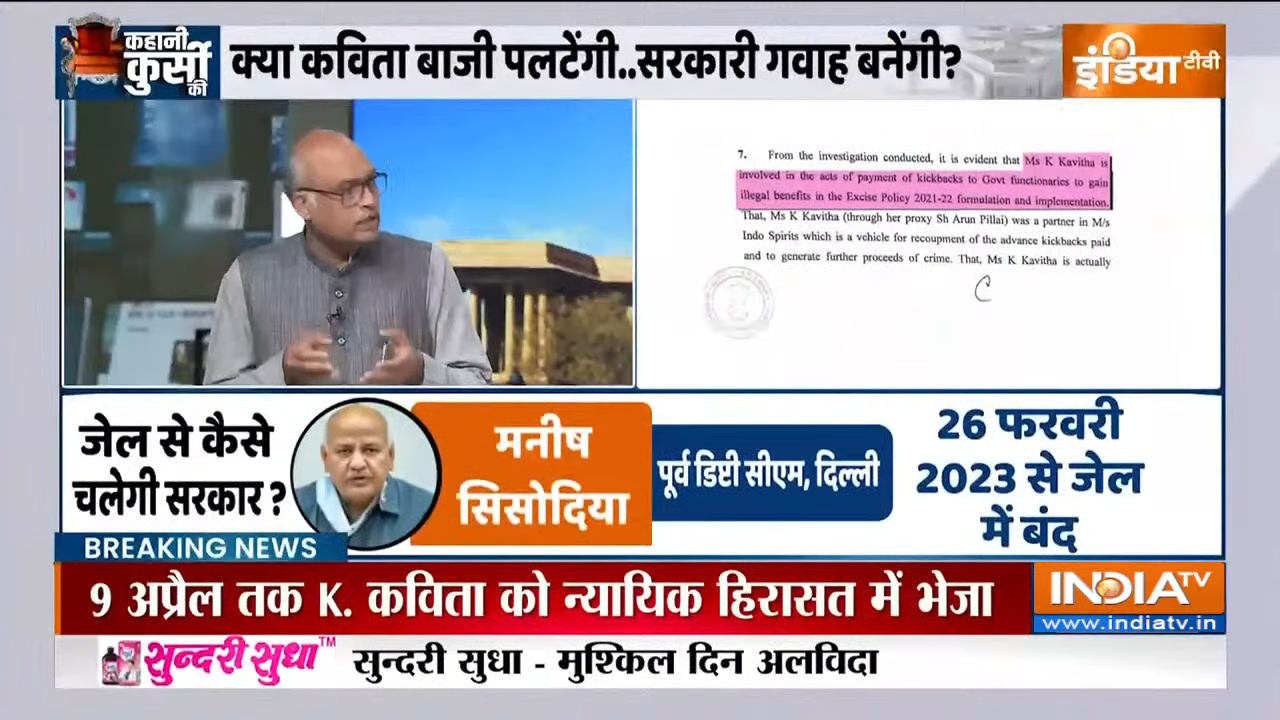 कहानी
कुर्सी
की
क्या कविता बाजी पलटेंगी..सरकारी गवाह बनेंगी?
इंडिया टीवी
7. From the investigation conducted, it is evident that Ms K Kavitha is
involved in the acts of payment of kickbacks to Govt functionaries to gain
illegal benefits in the Excise Policy 2021-22 formulation and implementation.
That, Ms K Kavitha (through her proxy Sh Arun Pillai) was a partner in M/s
Indo Spirits which is a vehicle for recoupment of the advance kickbacks paid
and to generate further proceeds of crime. That, Ms K Kavitha is actually
जेल से कैसे
चलेगी सरकार ?
मनीष
सिसोदिया
पूर्व डिप्टी सीएम, दिल्ली
26 फरवरी
2023 से जेल
में बंद
BREAKING NEWS
9 अप्रैल तक K. कविता को न्यायिक हिरासत में भेजा
INDIA TV
www.indiatv.in
सुन्दरी सुधा™
सुन्दरी सुधा - मुश्किल दिन अलविदा